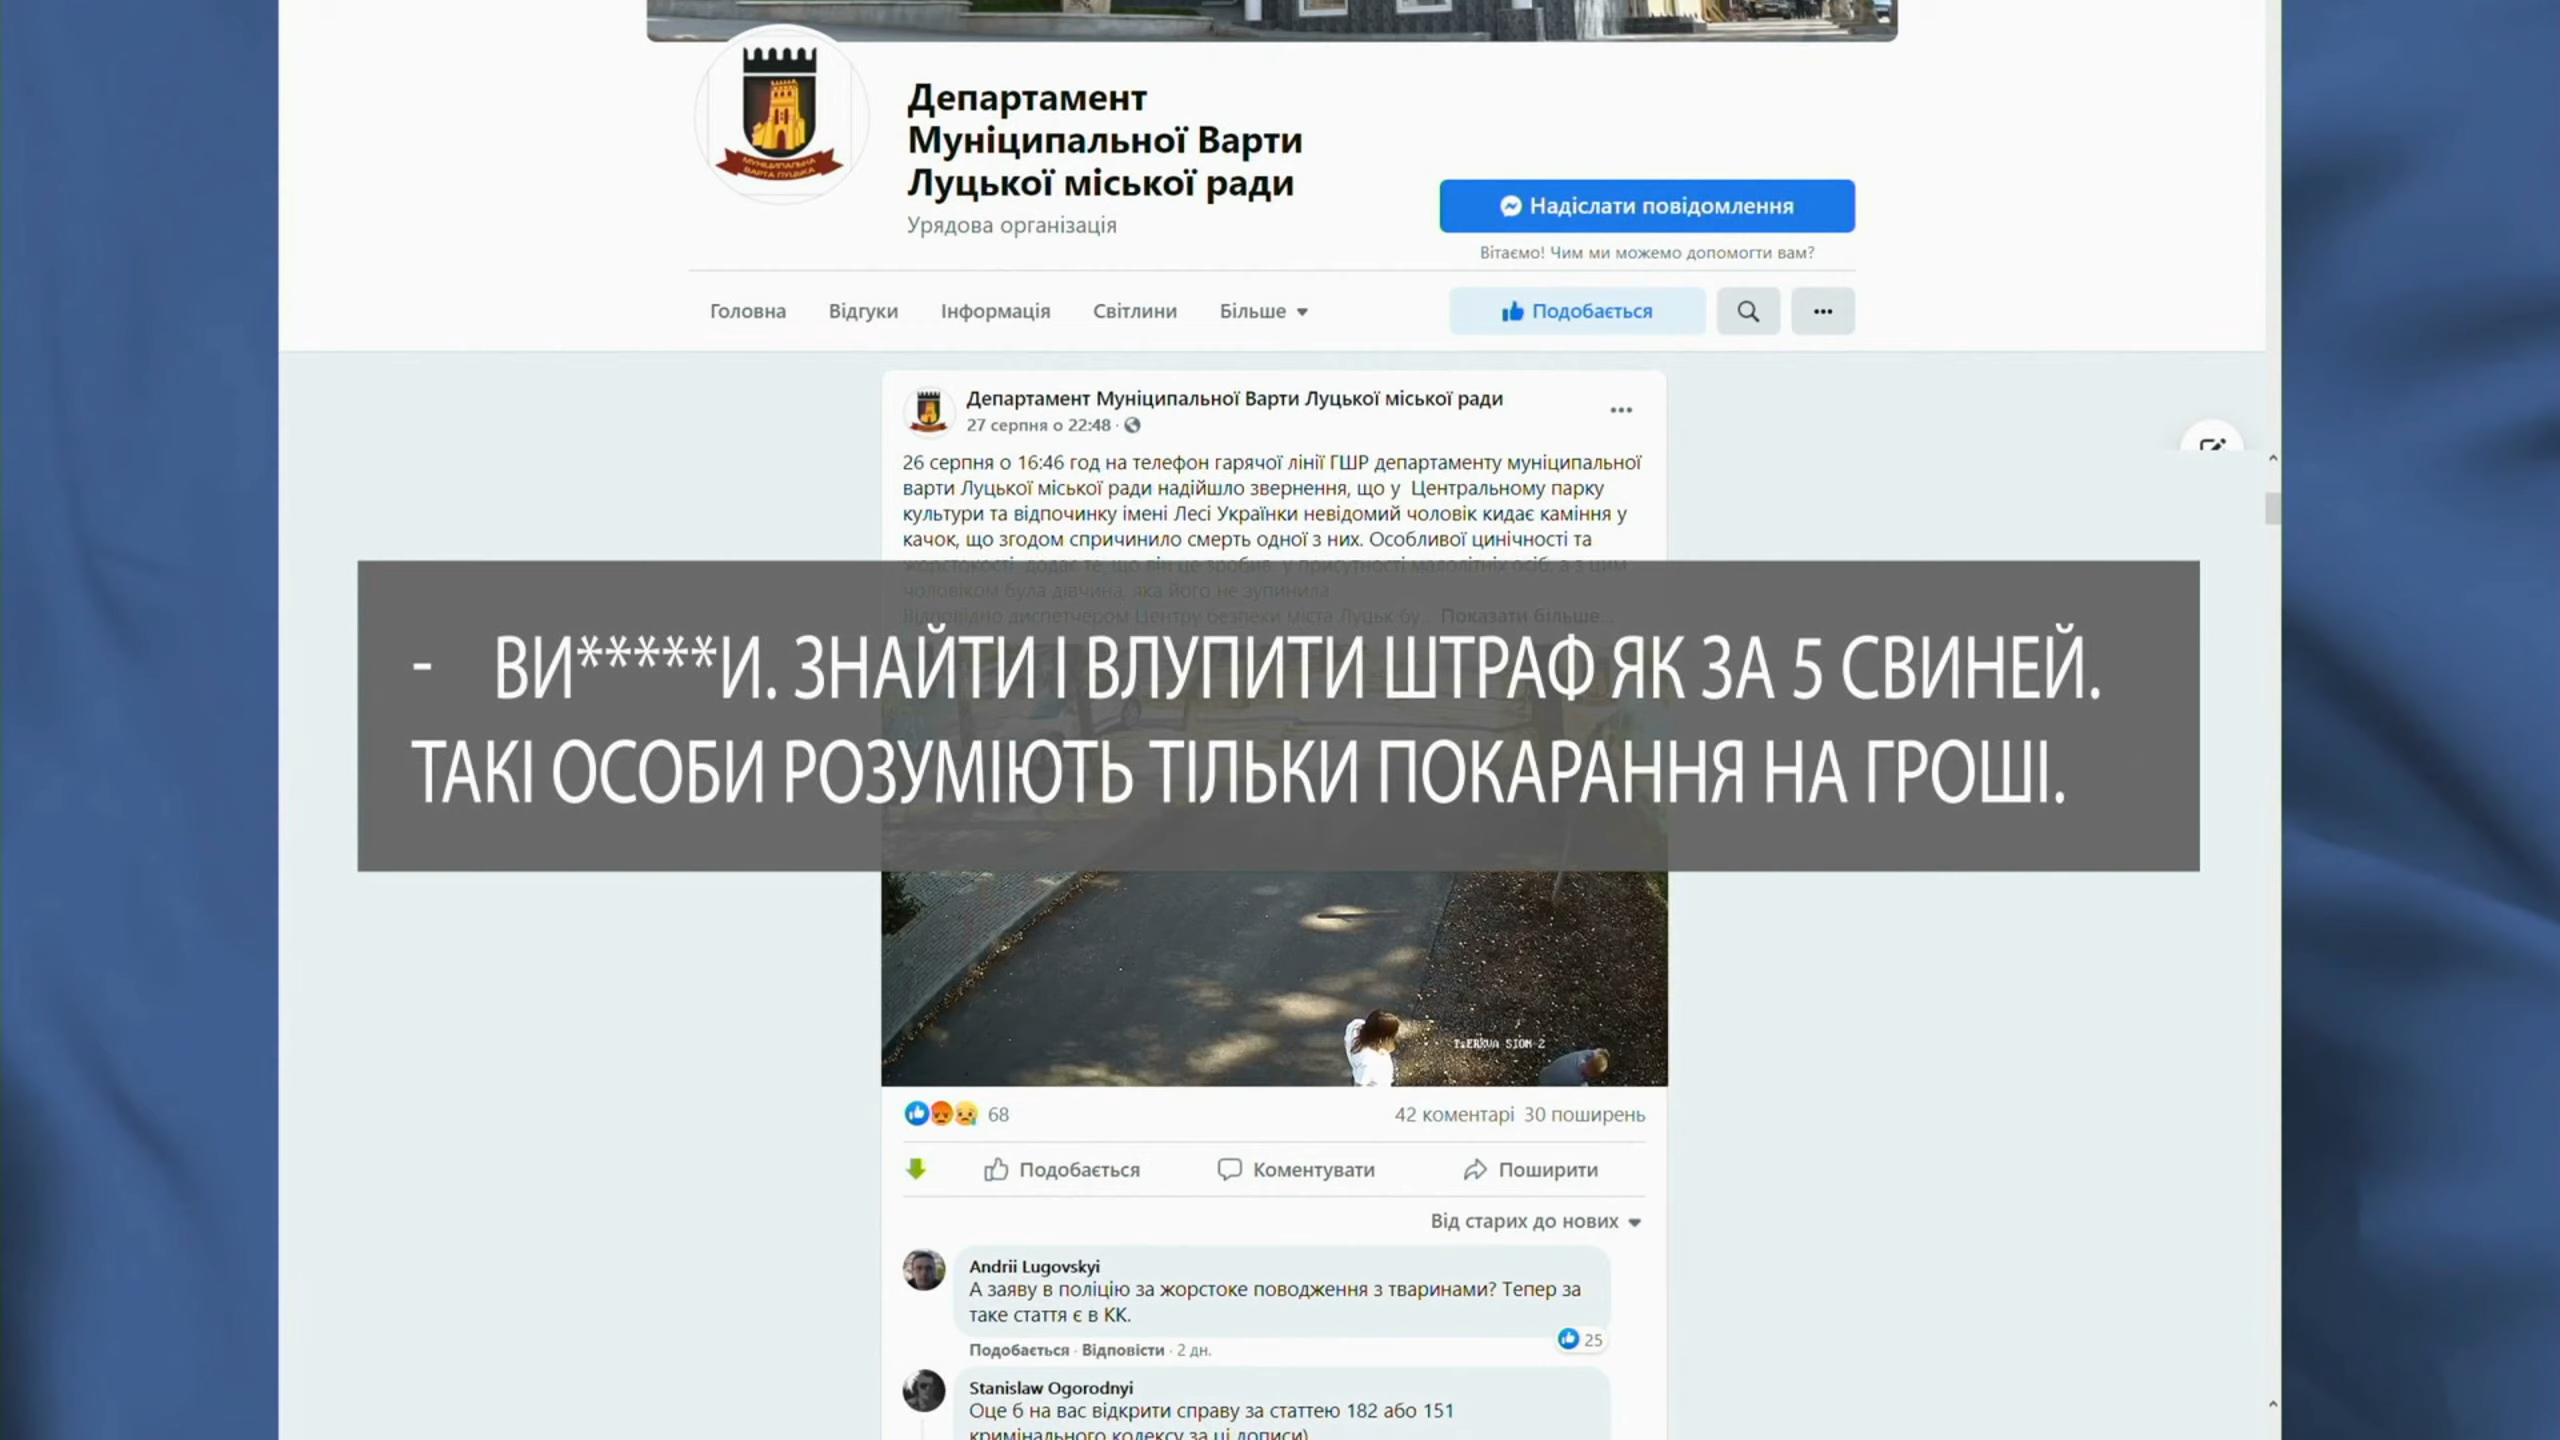 МУНІЦИПАЛЬНА
ВАРТА ЛУЦЬКА
Департамент
Муніципальної Варти
Луцької міської ради
Урядова організація
Надіслати повідомлення
Вітаємо! Чим ми можемо допомогти вам?
Головна Відгуки Інформація Світлини Більше
Подобається
Департамент Муніципальної Варти Луцької міської ради
27 серпня о 22:48
26 серпня о 16:46 год на телефон гарячої лінії ГШР департаменту муніципальної
варти Луцької міської ради надійшло звернення, що у Центральному парку
культури та відпочинку імені Лесі Українки невідомий чоловік кидає каміння у
качок, що згодом спричинило смерть одної з них. Особливої цинічності та
жорстокості додає те, що він це зробив у присутності малолітніх осіб, а з цим
чоловіком була дівчина, яка його не зупинила
Відповідно диспетчером Центру безпеки міста Луцьк бу... Показати більше...
- ВИ*****И. ЗНАЙТИ І ВЛУПИТИ ШТРАФ ЯК ЗА 5 СВИНЕЙ.
ТАКІ ОСОБИ РОЗУМІЮТЬ ТІЛЬКИ ПОКАРАННЯ НА ГРОШІ.
SION-2
68
42 коментарі 30 поширень
Подобається Коментувати Поширити
Від старих до нових
Andrii Lugovskyi
А заяву в поліцію за жорстоке поводження з тваринами? Тепер за
таке стаття є в КК.
25
Подобається · Відповісти · 2 дн.
Stanislaw Ogorodnyi
Оце б на вас відкрити справу за статтею 182 або 151
кримінального кодексу за ці дописи)